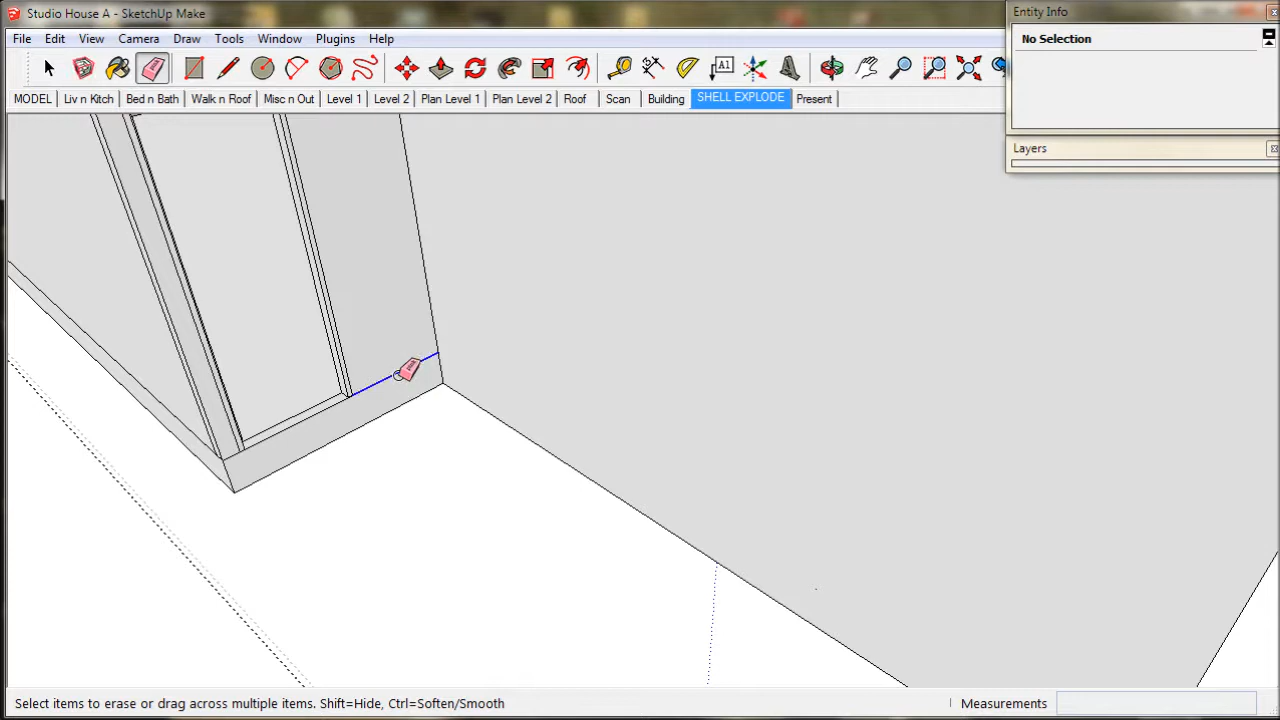 Studio House A - SketchUp Make
File Edit View Camera Draw Tools Window Plugins Help
Entity Info
No Selection
A1
MODEL Liv n Kitch Bed n Bath Walk n Roof Misc n Out Level 1 Level 2 Plan Level 1 Plan Level 2 Roof Scan Building SHELL EXPLODE Present
Layers
Select items to erase or drag across multiple items. Shift=Hide, Ctrl=Soften/Smooth
Measurements